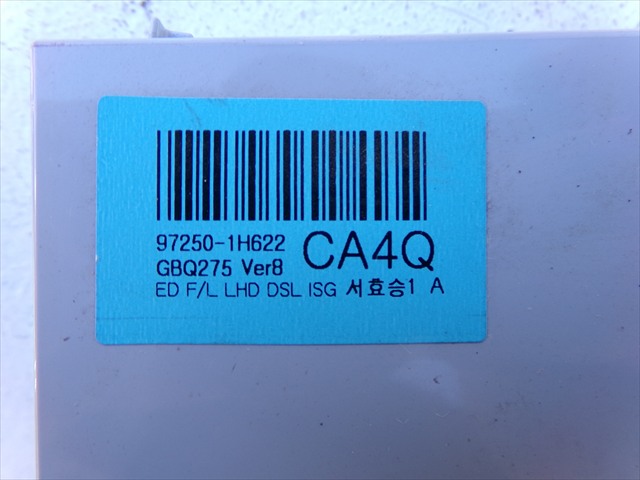 97250-1H622 CA4Q
GBQ275 Ver8
ED F/L LHD DSL ISG 서효승1 A